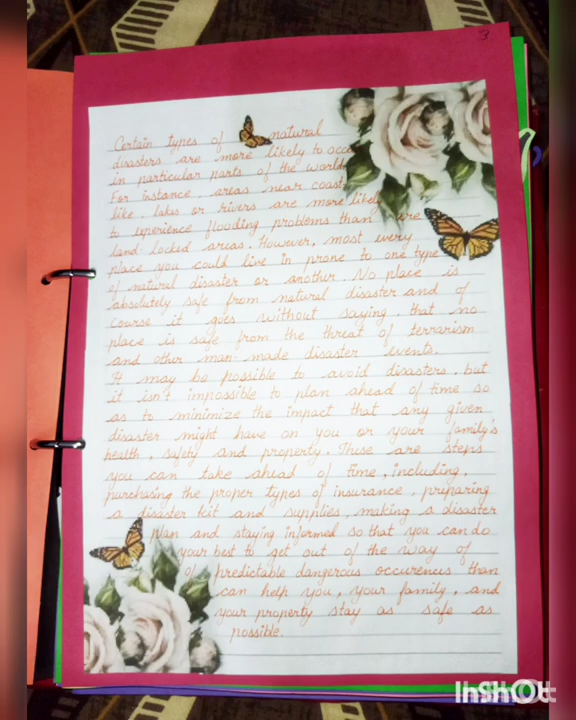 3
Certain types of natural
disasters are more likely to occ
in particular parts of the world
For instance, areas near coast
like, lakes or rivers are more likely
to experience flooding problems than are
land locked areas. However, most every
place you could live in prone to one type
of natural disaster or another. No place is
absolutely safe from natural disaster and of
course it goes without saying, that no
place is safe from the threat of terrarism
and other man-made disaster events.
It may be possible to avoid disasters, but
it isn't impossible to plan ahead of time so
as to minimize the impact that any given
disaster might have on you or your family's
health, safety and property. These are steps
you can take ahead of time, including,
purchasing the proper types of insurance, preparing
a disaster kit and supplies, making a disaster
plan and staying informed so that you can do
your best to get out of the way of
of predictable dangerous occurences than
can help you, your family, and
your property stay as safe as
possible.
InShOt